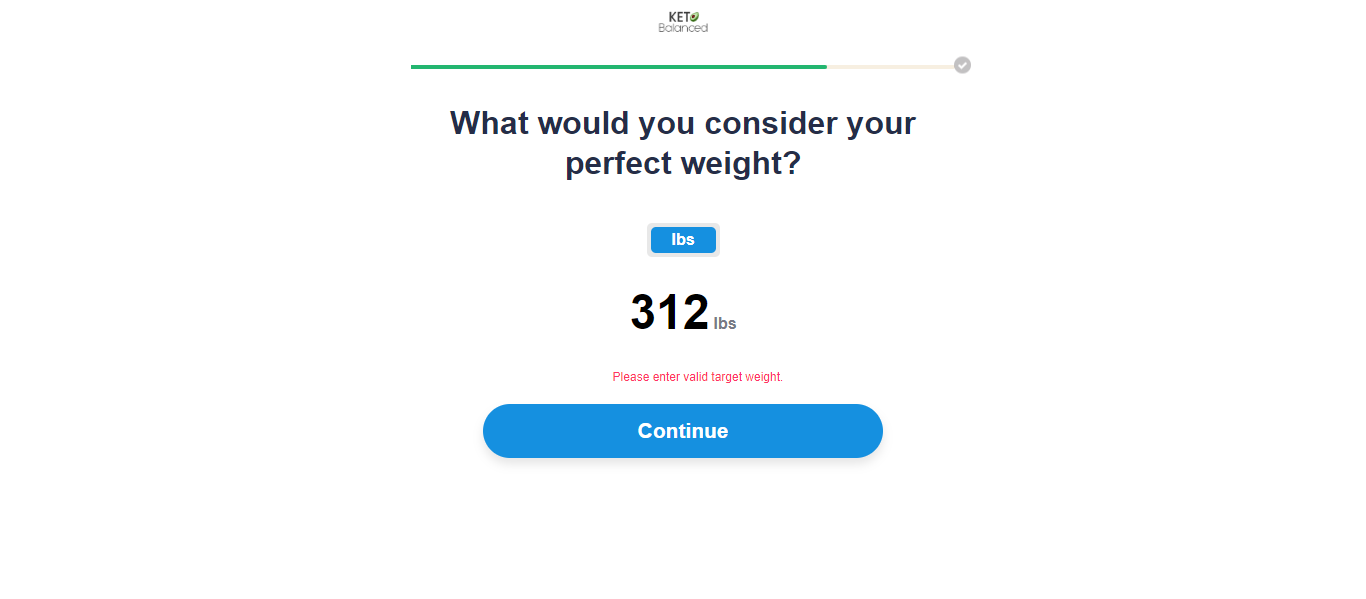 KETO
Balanced
What would you consider your
perfect weight?
lbs
312 lbs
Please enter valid target weight.
Continue